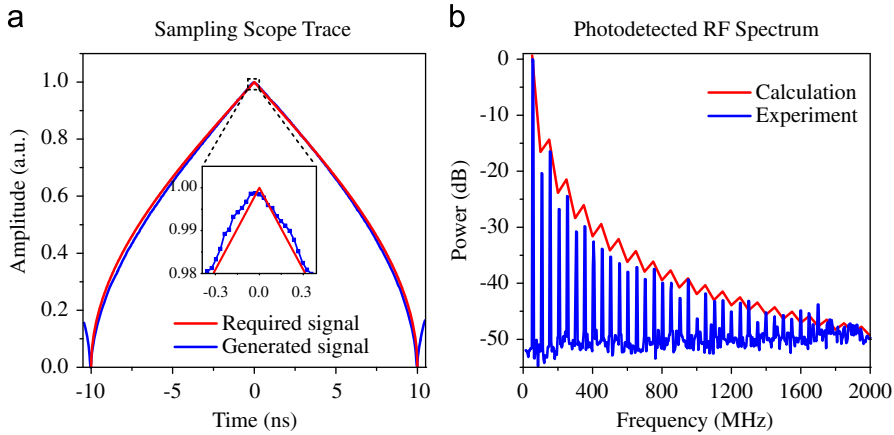 a
Sampling Scope Trace
Amplitude (a.u.)
1.0
0.8
0.6
0.4
0.2
0.0
1.00
0.99
0.98
-0.3 0.0 0.3
Required signal
Generated signal
-10 -5 0 5 10
Time (ns)
b
Photodetected RF Spectrum
Power (dB)
0
-10
-20
-30
-40
-50
Calculation
Experiment
0 400 800 1200 1600 2000
Frequency (MHz)